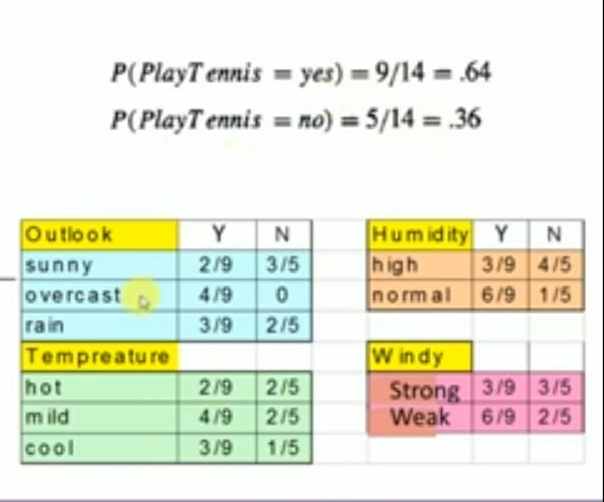 P(PlayTennis = yes) = 9/14 = .64
P(PlayTennis = no) = 5/14 = .36
Outlook Y N
sunny 2/9 3/5
overcast 4/9 0
rain 3/9 2/5
Tempreature
hot 2/9 2/5
mild 4/9 2/5
cool 3/9 1/5
Humidity Y N
high 3/9 4/5
normal 6/9 1/5
Windy
Strong 3/9 3/5
Weak 6/9 2/5